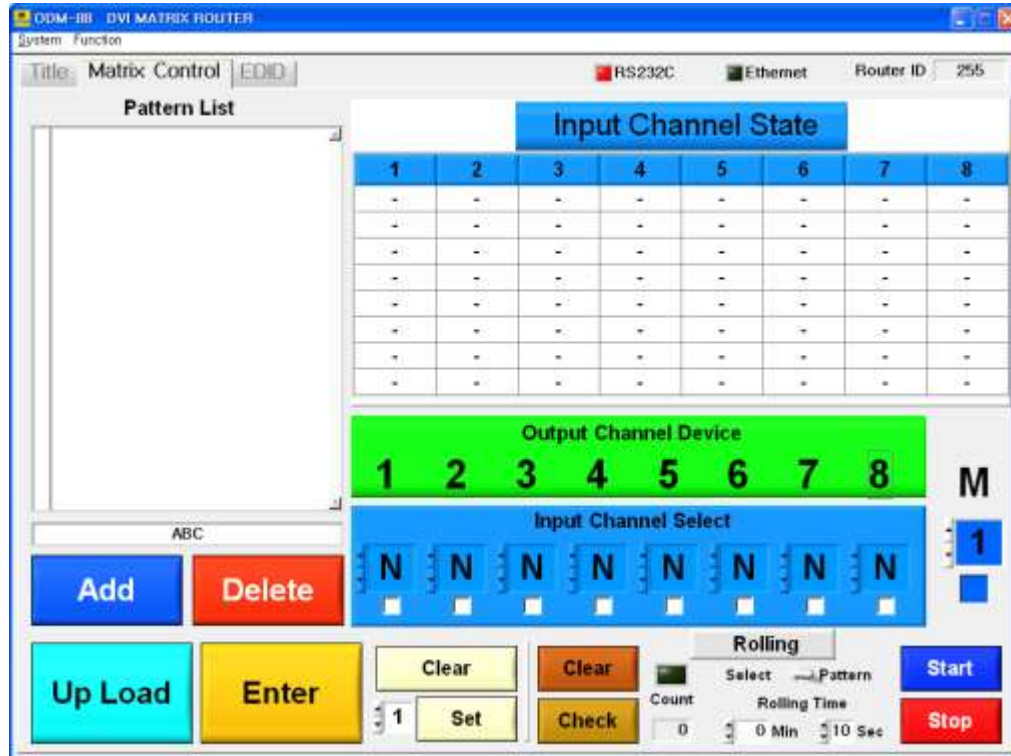 ODM-88 DVI MATRIX ROUTER
System Function
Title Matrix Control EDID RS232C Ethernet Router ID 255
Pattern List
Input Channel State
1 2 3 4 5 6 7 8
- - - - - - - -
- - - - - - - -
- - - - - - - -
- - - - - - - -
- - - - - - - -
- - - - - - - -
- - - - - - - -
- - - - - - - -
Output Channel Device
1 2 3 4 5 6 7 8
M
ABC
Input Channel Select
N N N N N N N N
1
Add Delete
Up Load Enter
Clear
1 Set
Clear
Check
Rolling
Select Pattern
Count
0
Rolling Time
0 Min 10 Sec
Start
Stop